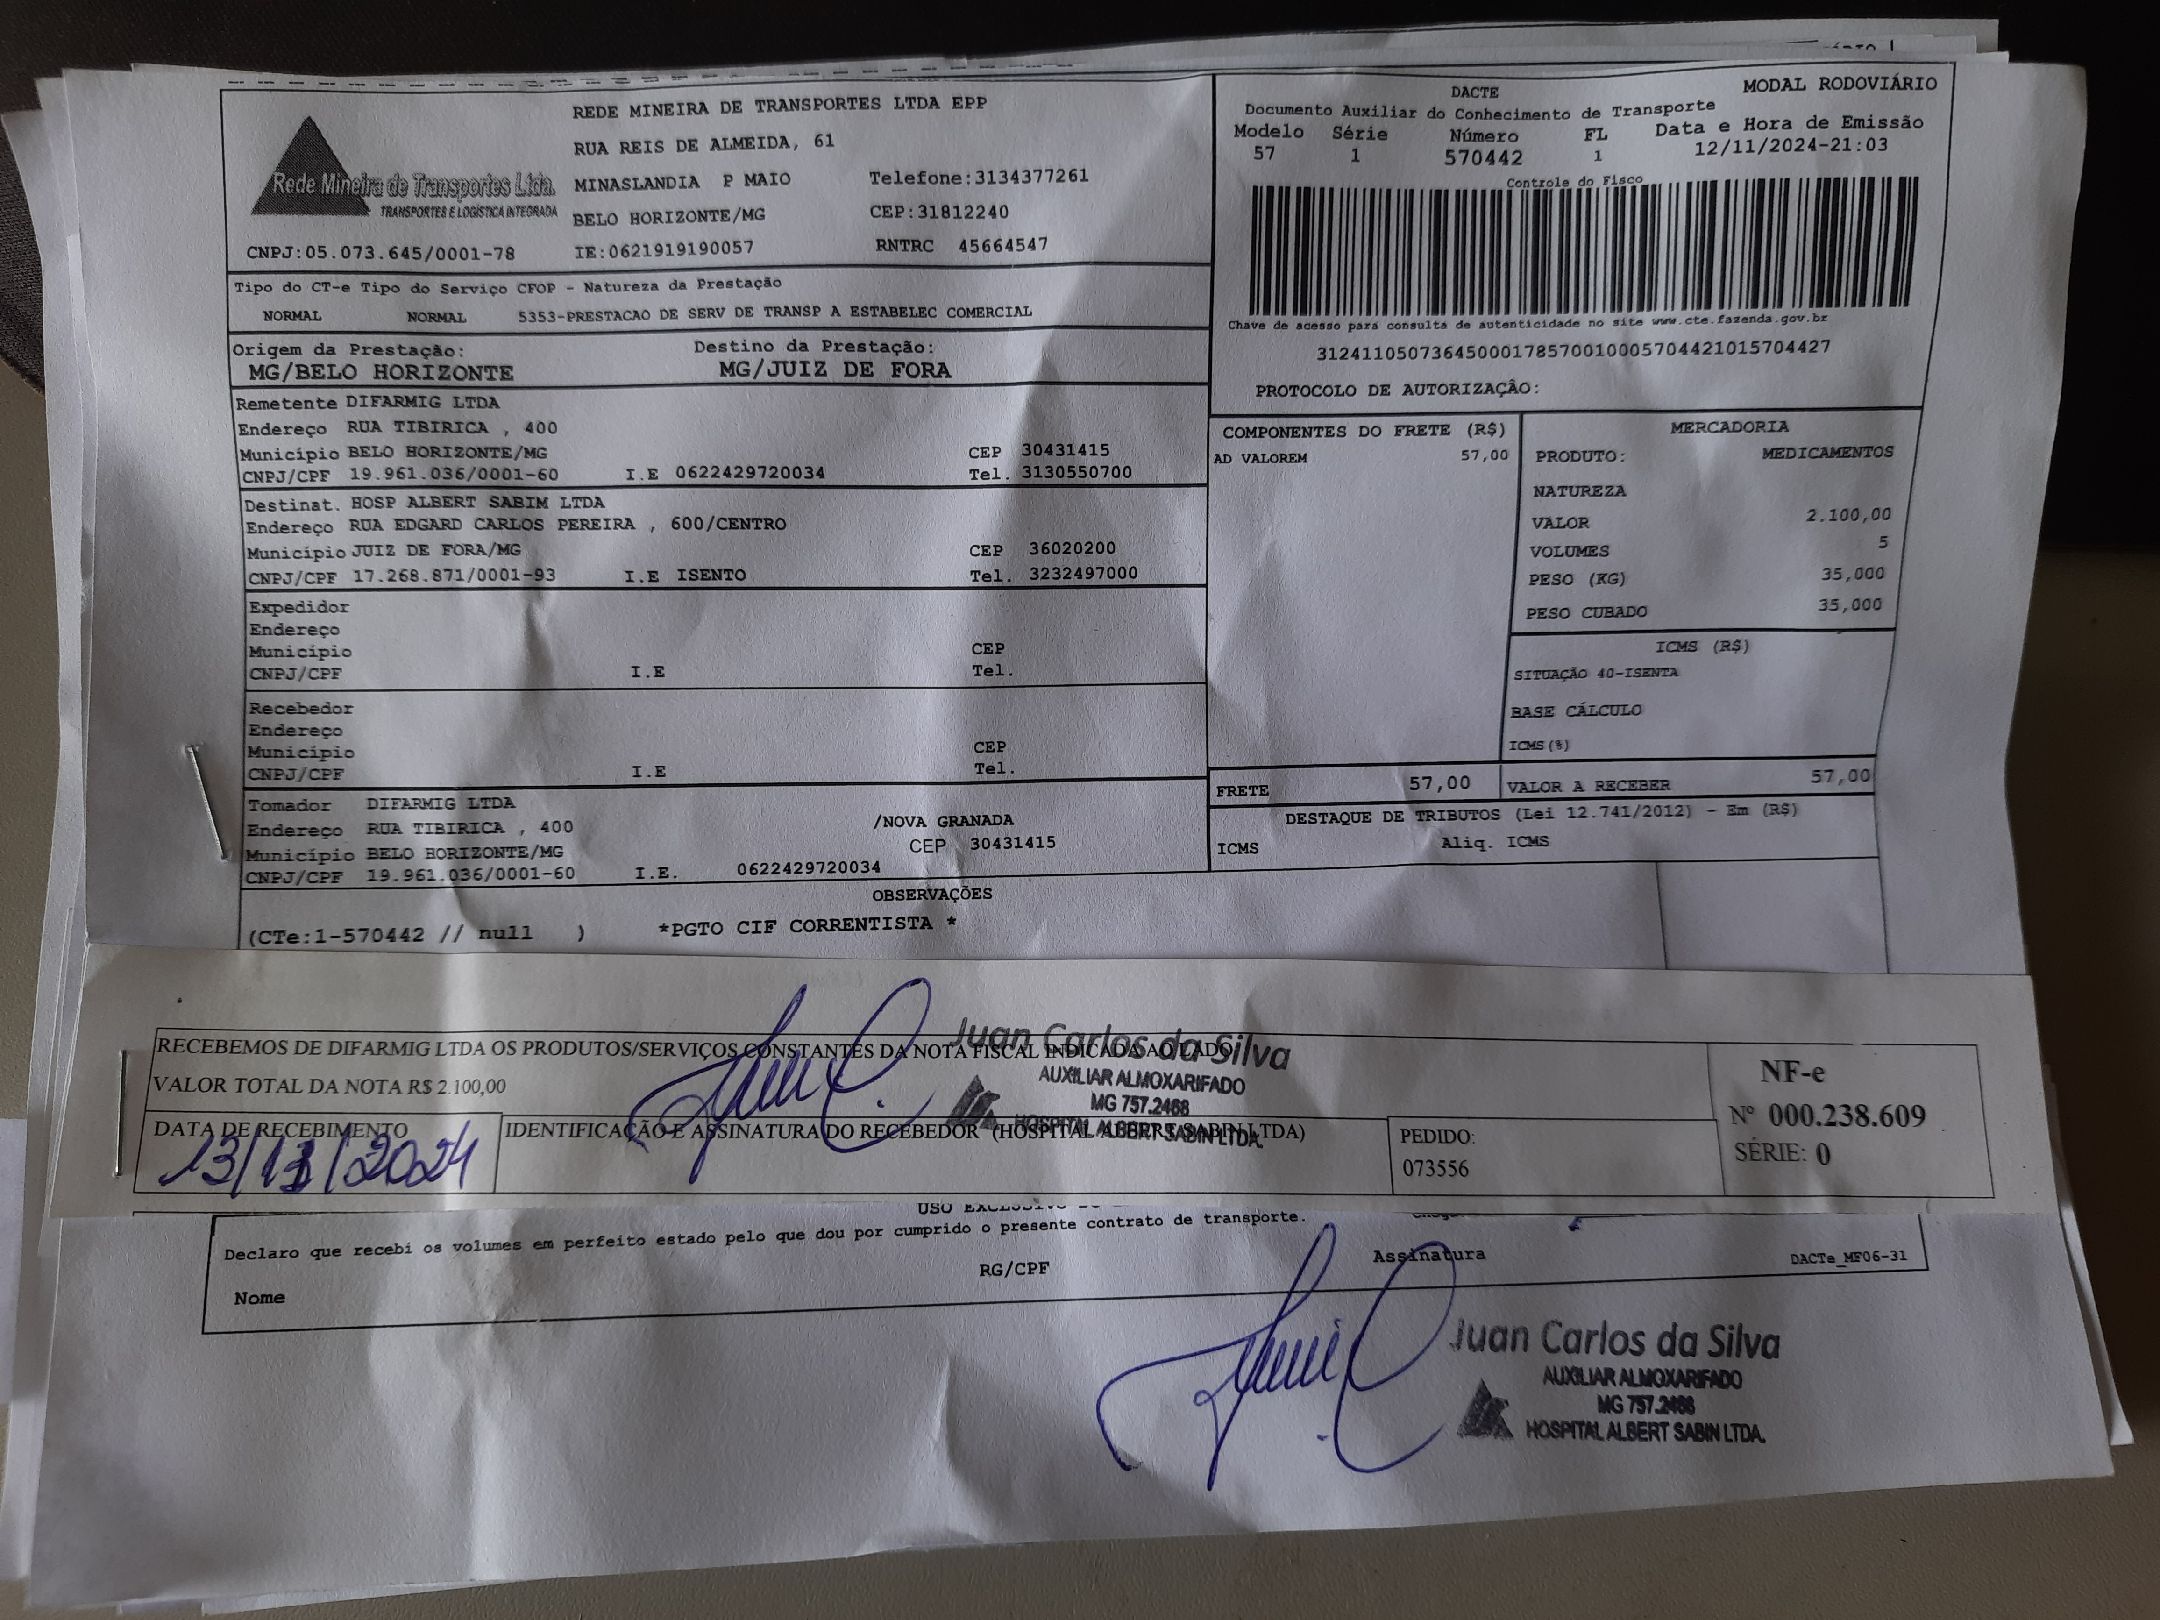 REDE MINEIRA DE TRANSPORTES LTDA EPP
RUA REIS DE ALMEIDA, 61
MINASLANDIA P MAIO Telefone:3134377261
BELO HORIZONTE/MG CEP:31812240
CNPJ:05.073.645/0001-78 IE:0621919190057 RNTRC 45664547
Rede Mineira de Transportes Ltda.
TRANSPORTES E LOGÍSTICA INTEGRADA
DACTE MODAL RODOVIÁRIO
Documento Auxiliar do Conhecimento de Transporte
Modelo Série Número FL Data e Hora de Emissão
57 1 570442 1 12/11/2024-21:03
Controle do Fisco
Chave de acesso para consulta de autenticidade no site www.cte.fazenda.gov.br
31241105073645000178570010005704421015704427
PROTOCOLO DE AUTORIZAÇÃO:
Tipo do CT-e Tipo do Serviço CFOP - Natureza da Prestação
NORMAL NORMAL 5353-PRESTACAO DE SERV DE TRANSP A ESTABELEC COMERCIAL
Origem da Prestação: Destino da Prestação:
MG/BELO HORIZONTE MG/JUIZ DE FORA
Remetente DIFARMIG LTDA
Endereço RUA TIBIRICA , 400
Município BELO HORIZONTE/MG CEP 30431415
CNPJ/CPF 19.961.036/0001-60 I.E 0622429720034 Tel. 3130550700
Destinat. HOSP ALBERT SABIM LTDA
Endereço RUA EDGARD CARLOS PEREIRA , 600/CENTRO
Município JUIZ DE FORA/MG CEP 36020200
CNPJ/CPF 17.268.871/0001-93 I.E ISENTO Tel. 3232497000
Expedidor
Endereço
Município CEP
CNPJ/CPF I.E Tel.
Recebedor
Endereço
Município CEP
CNPJ/CPF I.E Tel.
Tomador DIFARMIG LTDA
Endereço RUA TIBIRICA , 400 /NOVA GRANADA
Município BELO HORIZONTE/MG CEP 30431415
CNPJ/CPF 19.961.036/0001-60 I.E. 0622429720034
COMPONENTES DO FRETE (R$)
AD VALOREM 57,00
MERCADORIA
PRODUTO: MEDICAMENTOS
NATUREZA
VALOR 2.100,00
VOLUMES 5
PESO (KG) 35,000
PESO CUBADO 35,000
ICMS (R$)
SITUAÇÃO 40-ISENTA
BASE CÁLCULO
ICMS(%)
FRETE 57,00 VALOR A RECEBER 57,00
DESTAQUE DE TRIBUTOS (Lei 12.741/2012) - Em (R$)
ICMS Aliq. ICMS
OBSERVAÇÕES
(CTe:1-570442 // null ) *PGTO CIF CORRENTISTA *
RECEBEMOS DE DIFARMIG LTDA OS PRODUTOS/SERVIÇOS CONSTANTES DA NOTA FISCAL INDICADA AO LADO
VALOR TOTAL DA NOTA R$ 2.100,00
DATA DE RECEBIMENTO IDENTIFICAÇÃO E ASSINATURA DO RECEBEDOR (HOSPITAL ALBERT SABIN LTDA)
13/11/2024
Juan Carlos da Silva
AUXILIAR ALMOXARIFADO
MG 757.2468
HOSPITAL ALBERT SABIN LTDA.
PEDIDO:
073556
NF-e
Nº 000.238.609
SÉRIE: 0
USO
Declaro que recebi os volumes em perfeito estado pelo que dou por cumprido o presente contrato de transporte.
Nome RG/CPF Assinatura DACTe_MF06-31
Juan Carlos da Silva
AUXILIAR ALMOXARIFADO
MG 757.2468
HOSPITAL ALBERT SABIN LTDA.